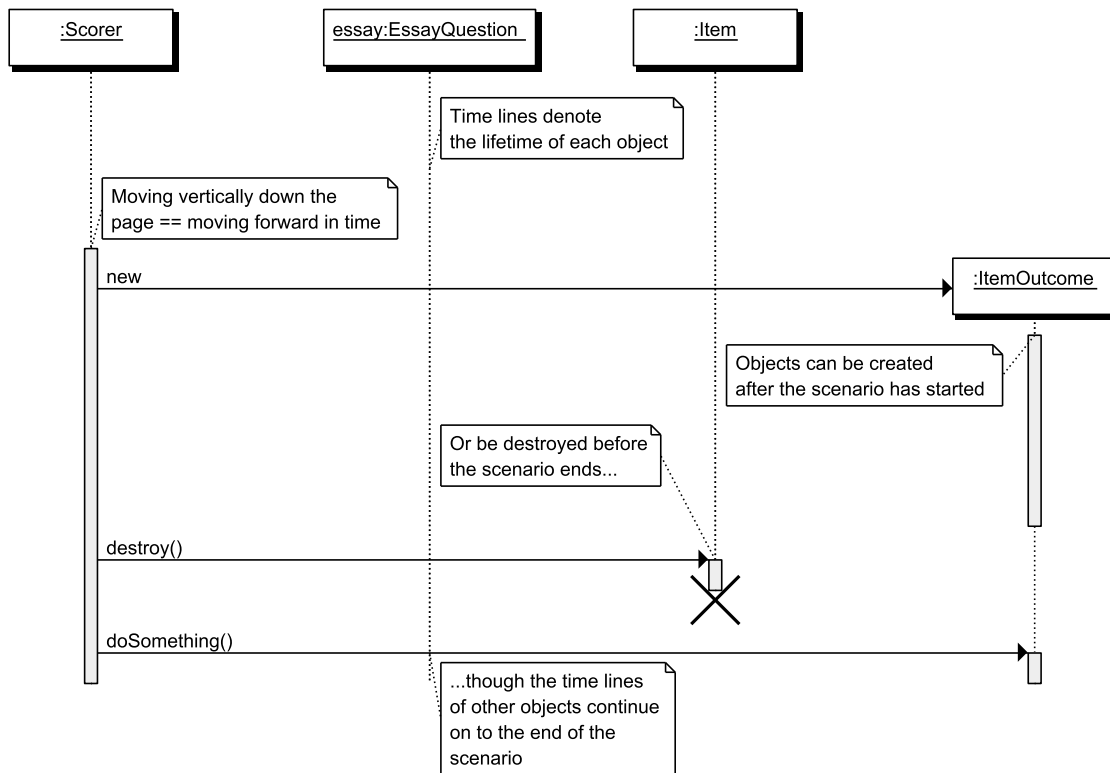 :Scorer
essay:EssayQuestion
:Item
Time lines denote
the lifetime of each object
Moving vertically down the
page == moving forward in time
new
:ItemOutcome
Objects can be created
after the scenario has started
Or be destroyed before
the scenario ends...
destroy()
doSomething()
...though the time lines
of other objects continue
on to the end of the
scenario